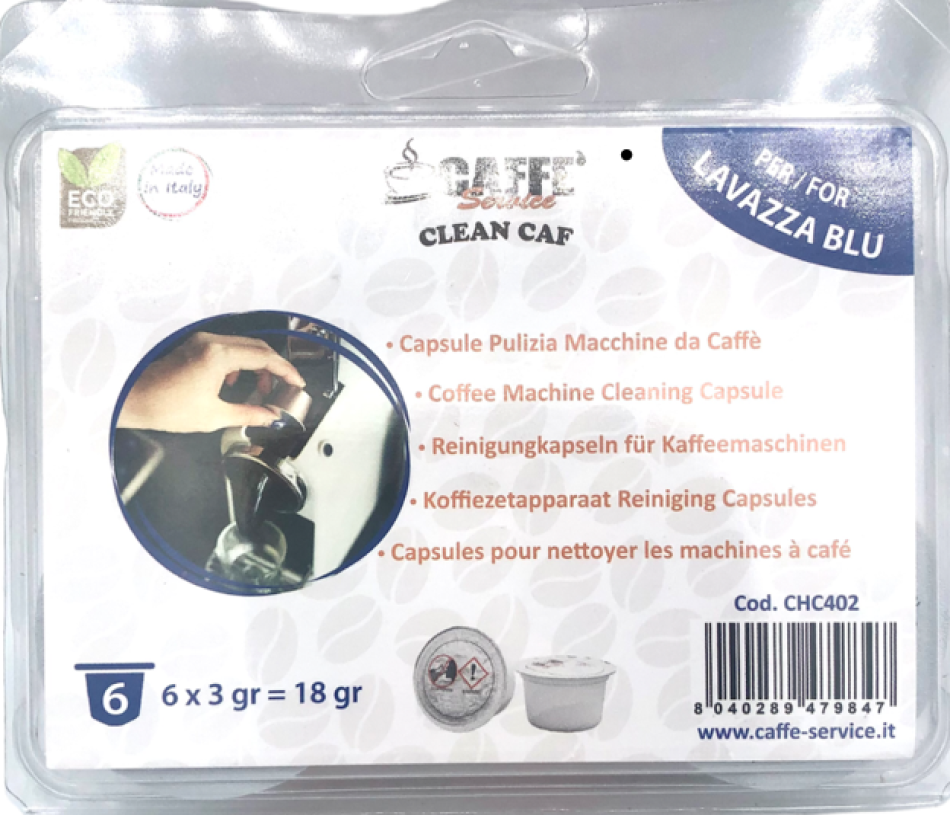 ECO
FRIENDLY
Made
in italy
CAFFE'
Service
CLEAN CAF
PER / FOR
LAVAZZA BLU
• Capsule Pulizia Macchine da Caffè
• Coffee Machine Cleaning Capsule
• Reinigungkapseln für Kaffeemaschinen
• Koffiezetapparaat Reiniging Capsules
• Capsules pour nettoyer les machines à café
Cod. CHC402
6
6 x 3 gr = 18 gr
8 040289 479847
www.caffe-service.it